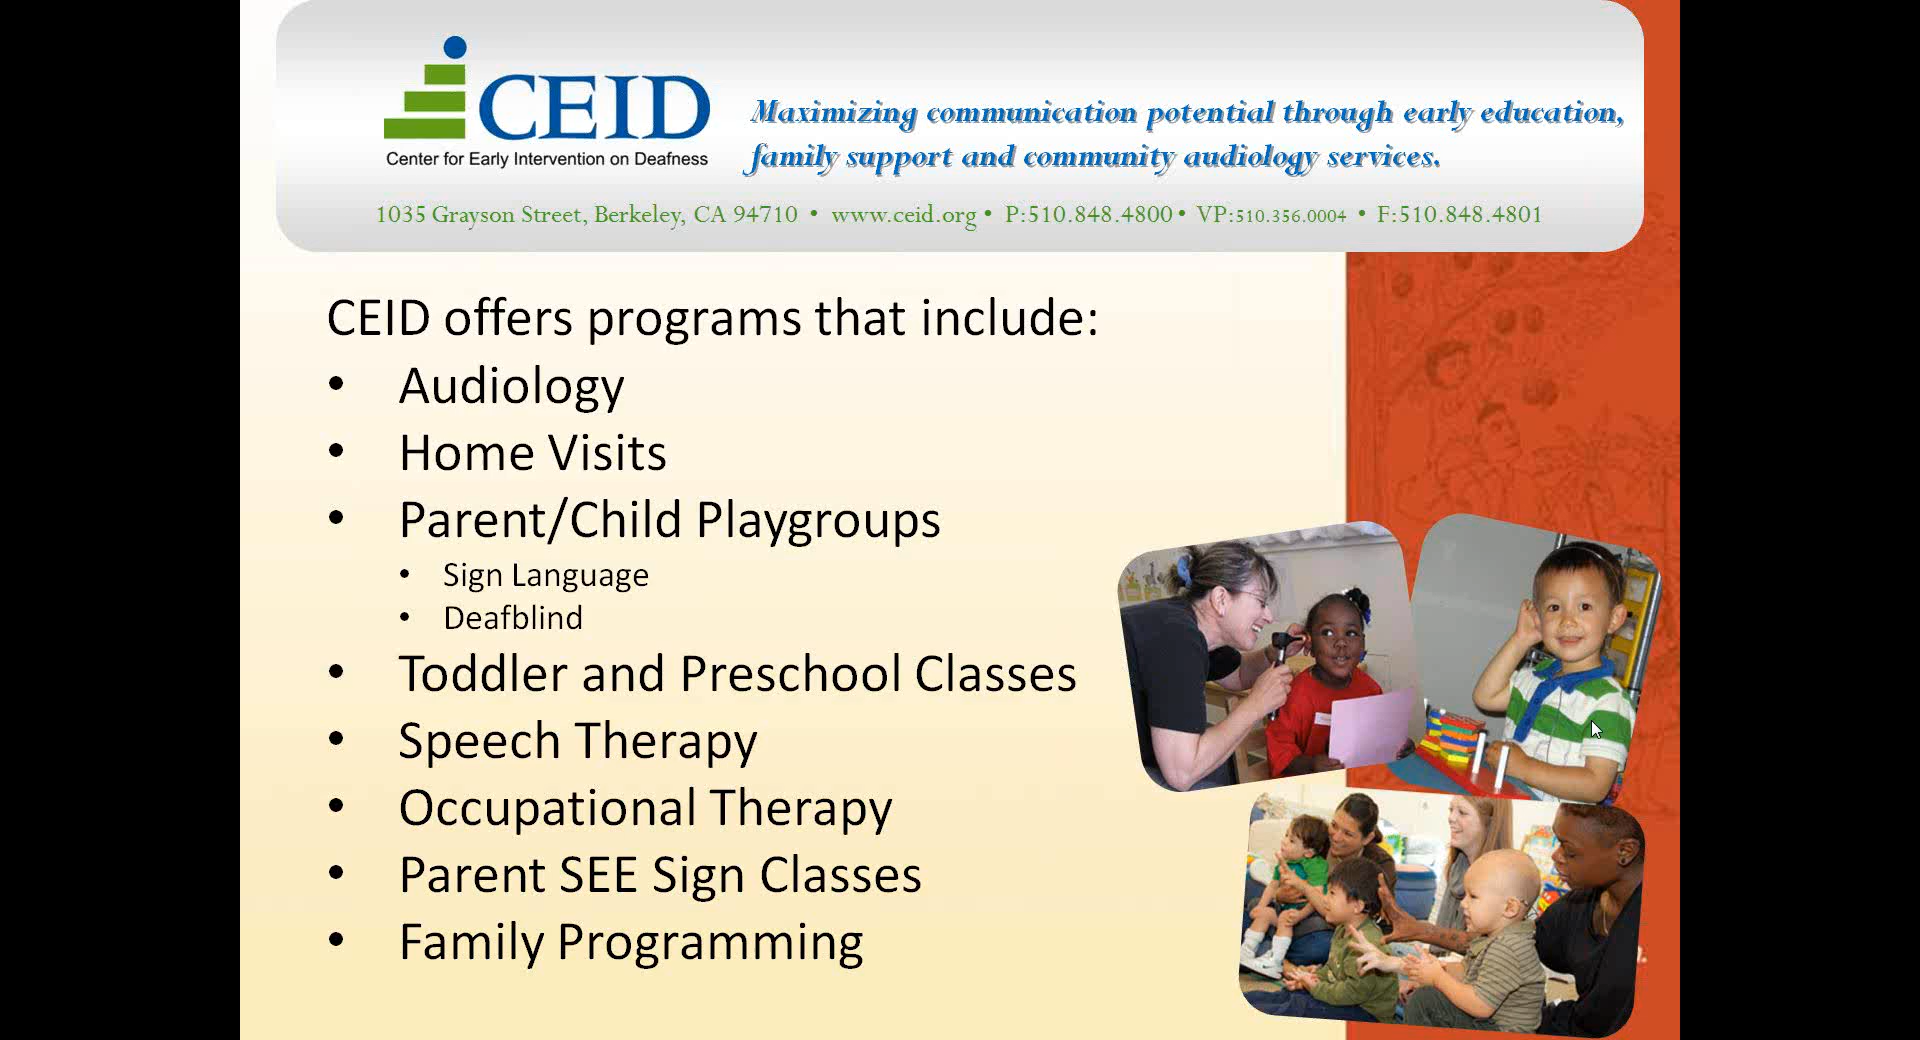 CEID
Center for Early Intervention on Deafness
Maximizing communication potential through early education,
family support and community audiology services.
1035 Grayson Street, Berkeley, CA 94710 • www.ceid.org • P:510.848.4800 • VP:510.356.0004 • F:510.848.4801
CEID offers programs that include:
• Audiology
• Home Visits
• Parent/Child Playgroups
• Sign Language
• Deafblind
• Toddler and Preschool Classes
• Speech Therapy
• Occupational Therapy
• Parent SEE Sign Classes
• Family Programming